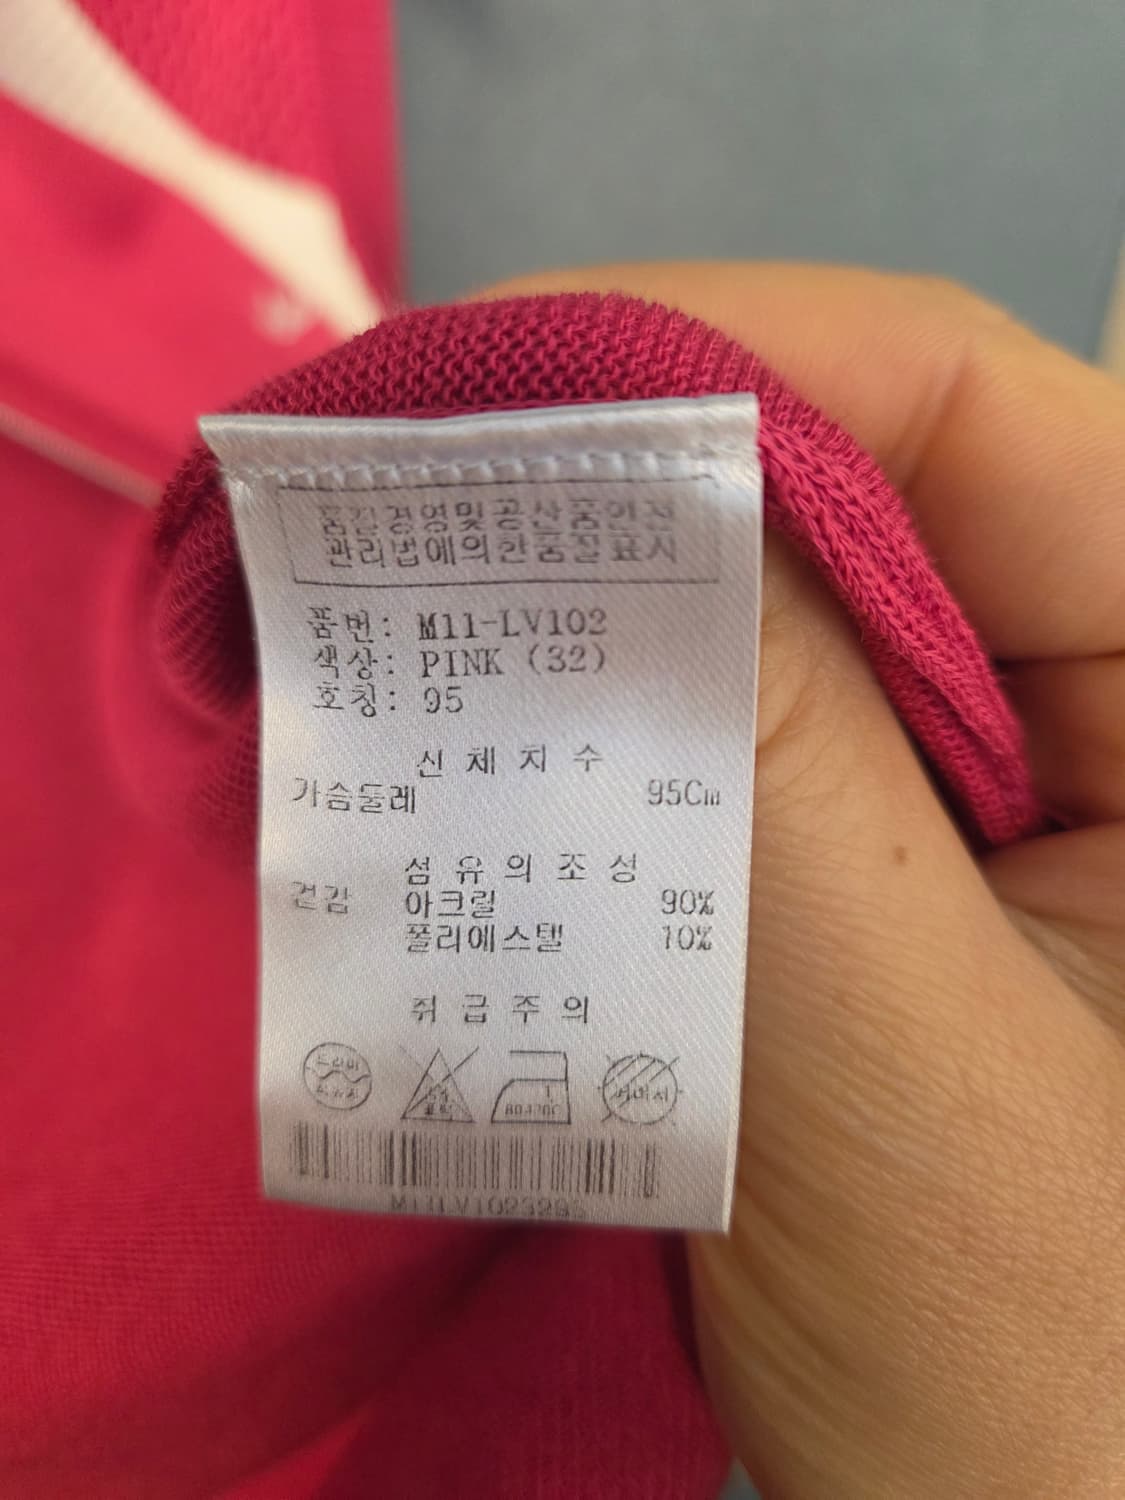 품질경영및공산품안전
관리법에의한품질표시
품번: M11-LV102
색상: PINK (32)
호칭: 95
신 체 치 수
가슴둘레 95Cm
섬 유 의 조 성
겉감 아크릴 90%
폴리에스텔 10%
취 급 주 의
드라이